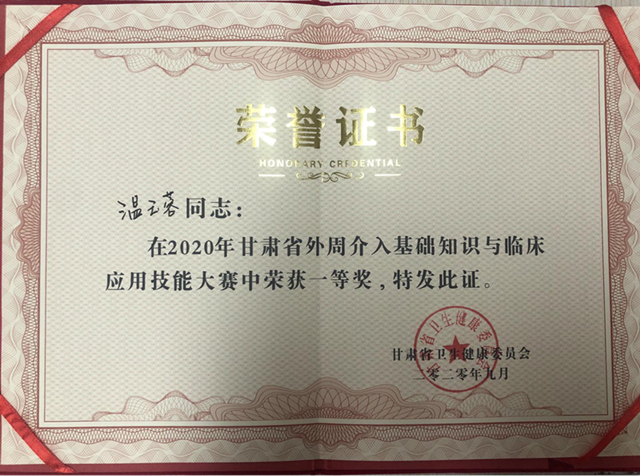 荣誉证书
HONORARY CREDENTIAL
温玉蓉同志：
在2020年甘肃省外周介入基础知识与临床
应用技能大赛中荣获一等奖，特发此证。
甘肃省卫生健康委员会
二零二零年九月